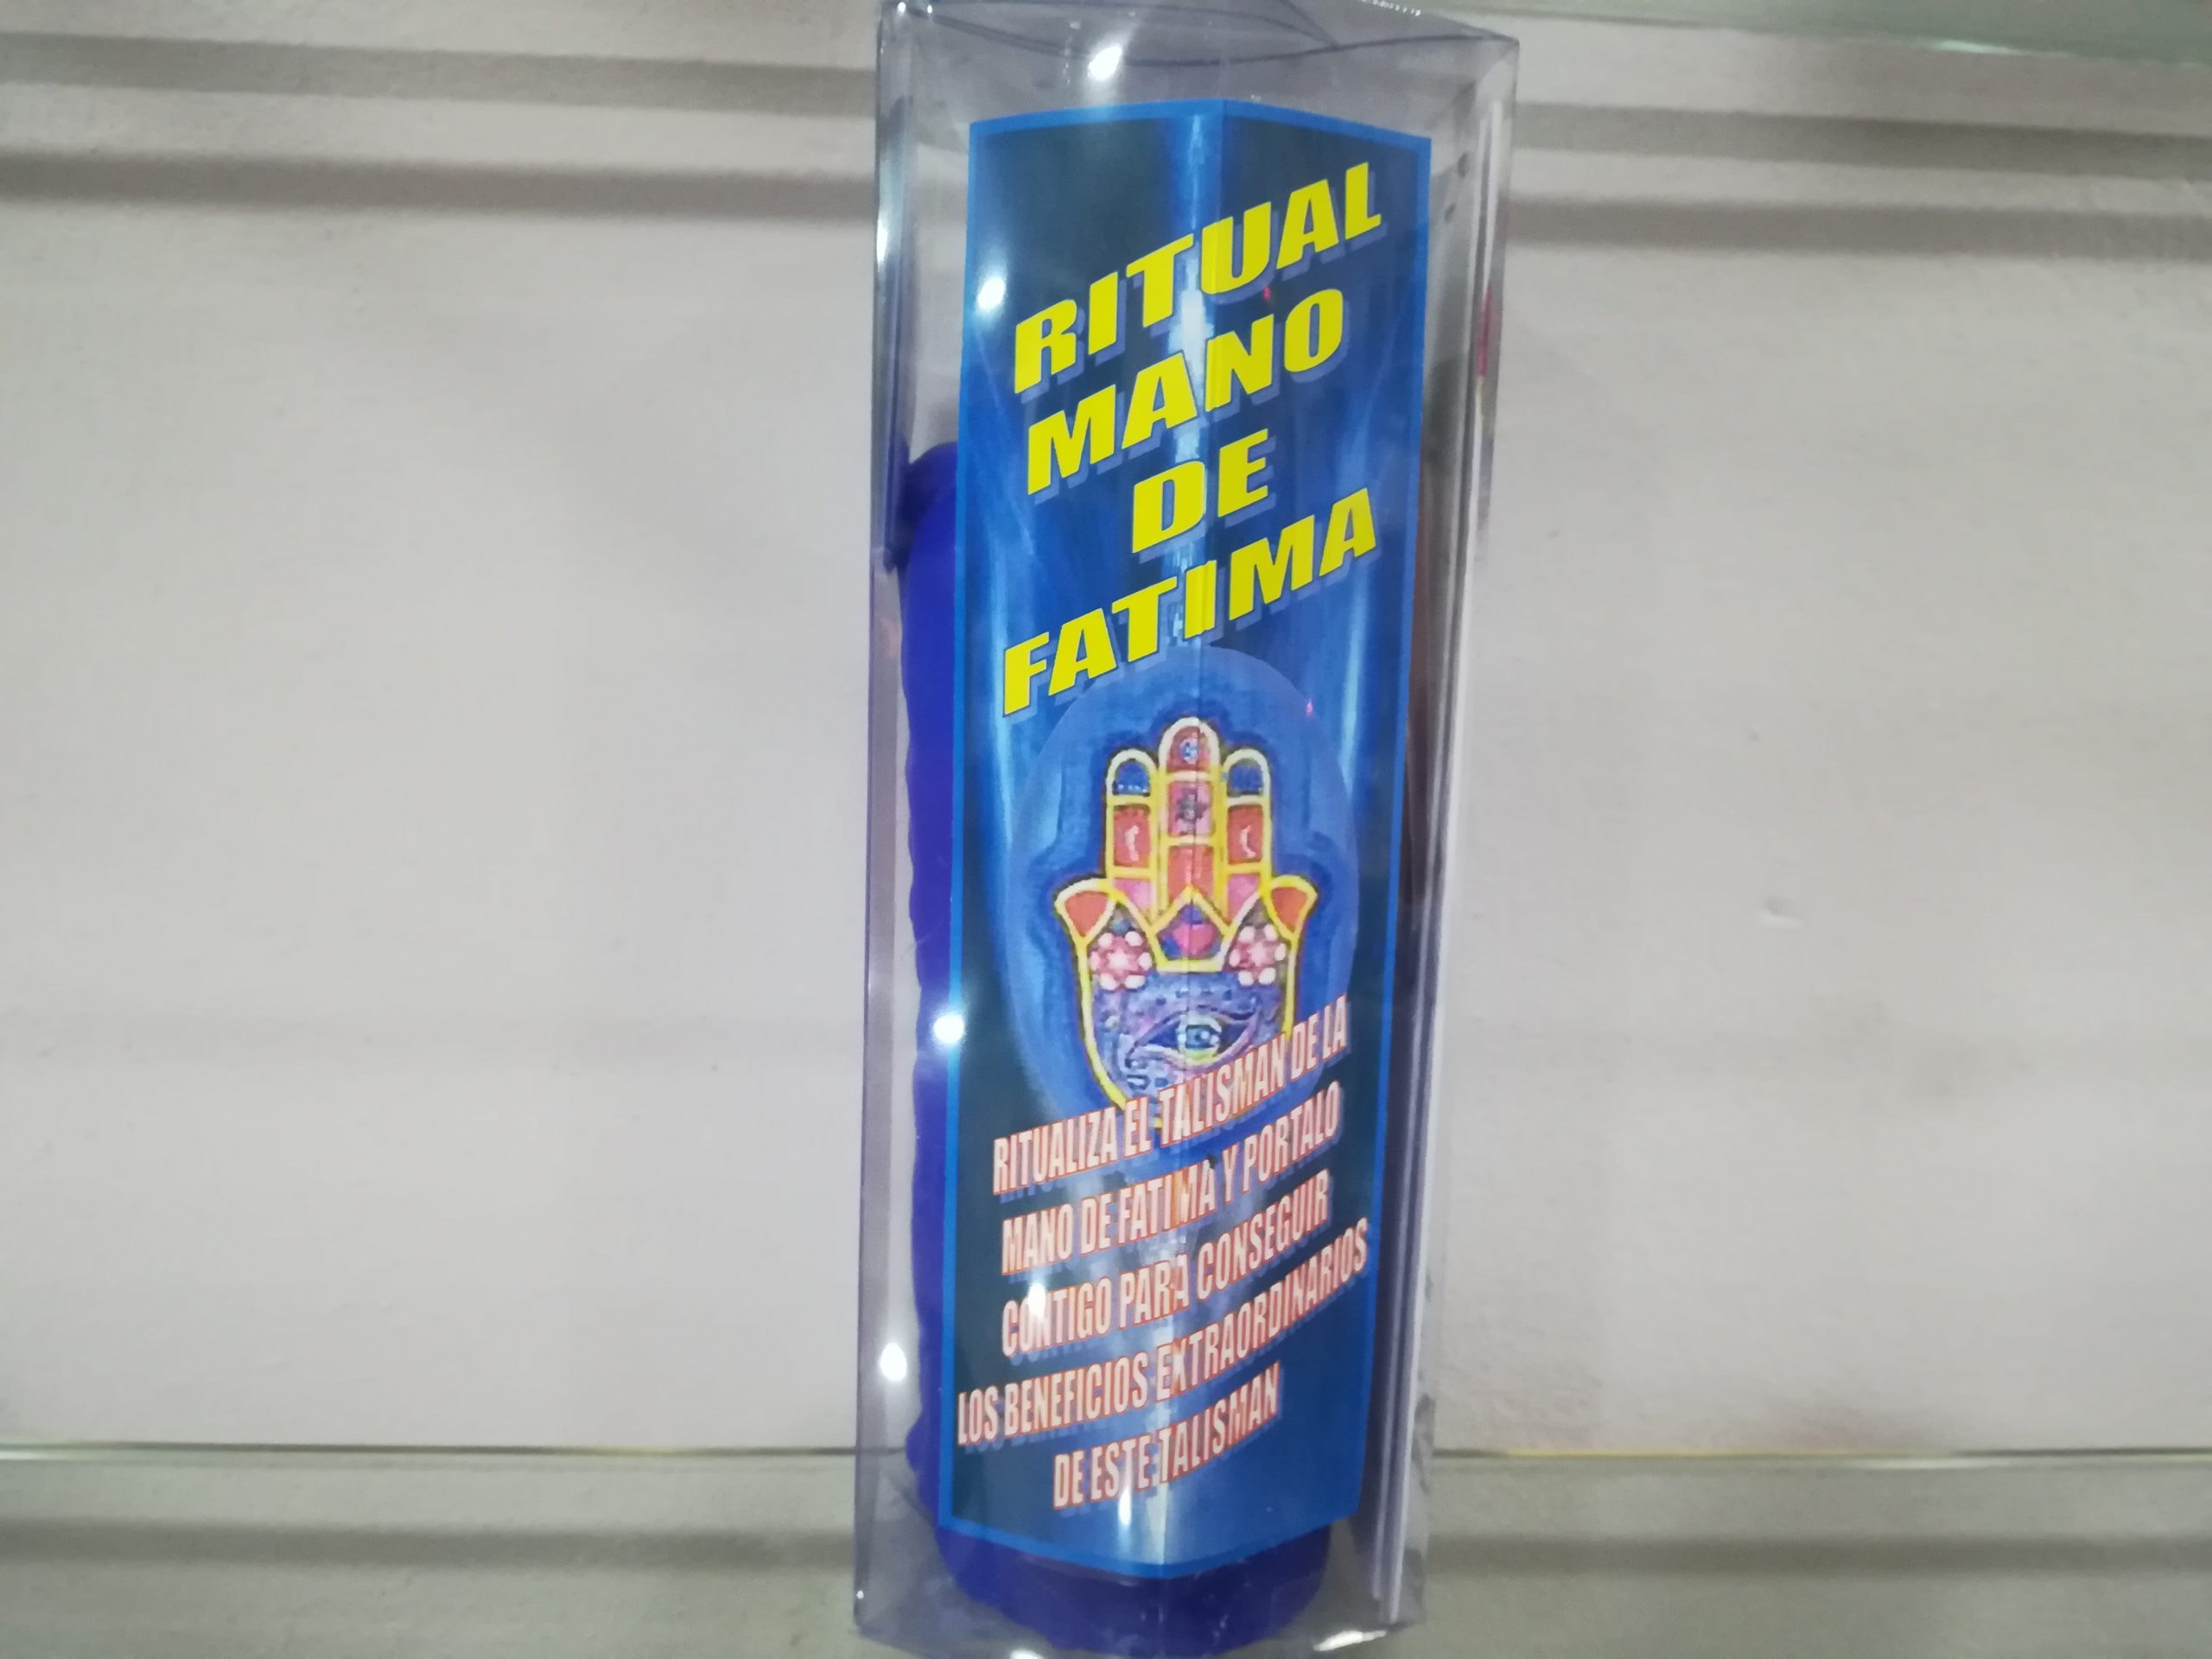 RITUAL
MANO
DE
FATIMA
RITUALIZA EL TALISMAN DE LA
MANO DE FATIMA Y PORTALO
CONTIGO PARA CONSEGUIR
LOS BENEFICIOS EXTRAORDINARIOS
DE ESTE TALISMAN